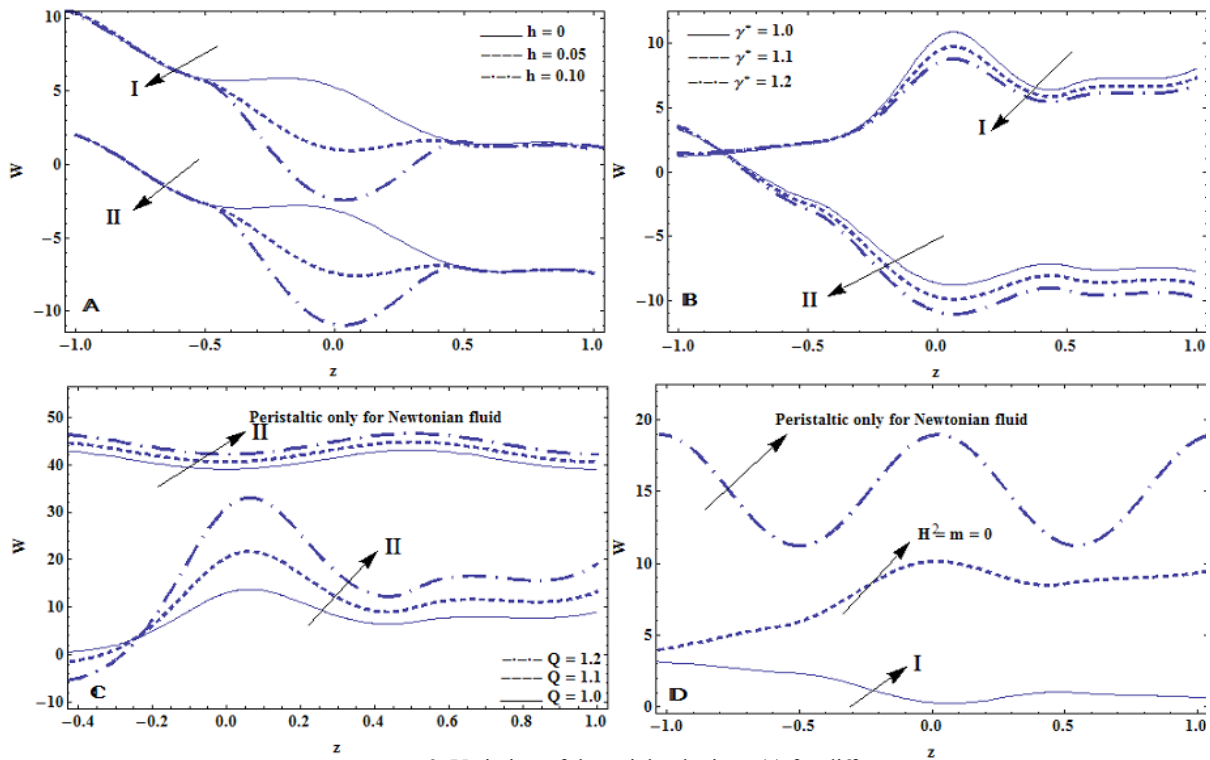 10
5
0
−5
−10
W
h = 0
h = 0.05
h = 0.10
I
II
A
−1.0 −0.5 0.0 0.5 1.0
z
10
5
0
−5
−10
W
γ* = 1.0
γ* = 1.1
γ* = 1.2
I
II
B
−1.0 −0.5 0.0 0.5 1.0
z
50
40
30
20
10
0
−10
W
Peristaltic only for Newtonian fluid
II
II
Q = 1.2
Q = 1.1
Q = 1.0
C
−0.4 −0.2 0.0 0.2 0.4 0.6 0.8 1.0
z
20
15
10
5
0
W
Peristaltic only for Newtonian fluid
H²= m = 0
I
D
−1.0 −0.5 0.0 0.5 1.0
z